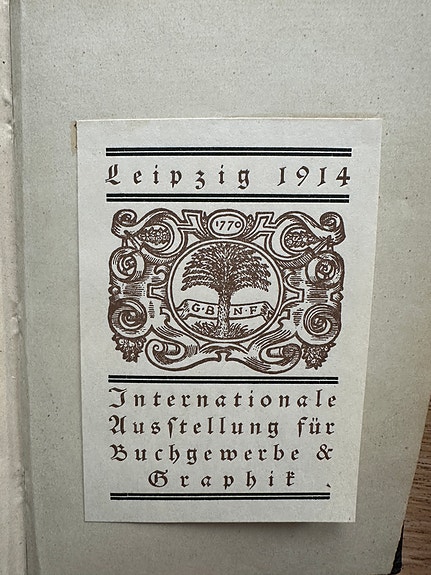 Leipzig 1914
1770
G·B·N·F
Internationale
Ausſtellung für
Buchgewerbe &
Graphik.